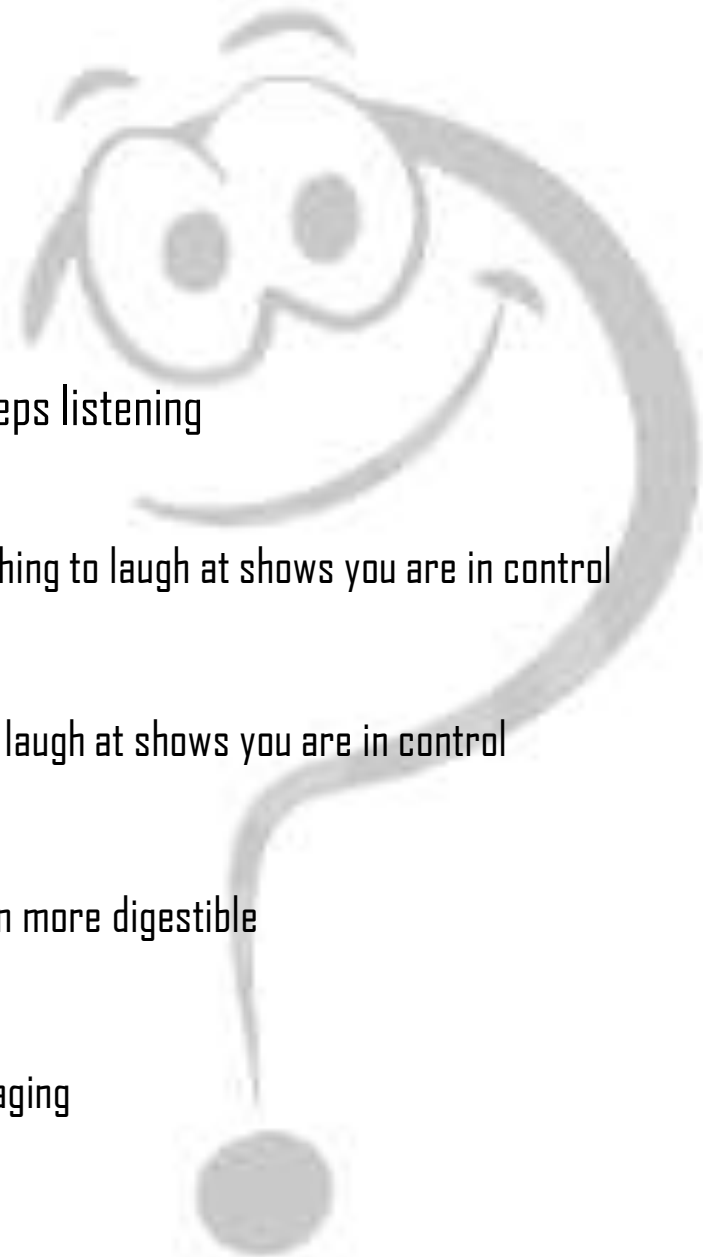 eps listening
hing to laugh at shows you are in control
laugh at shows you are in control
n more digestible
aging